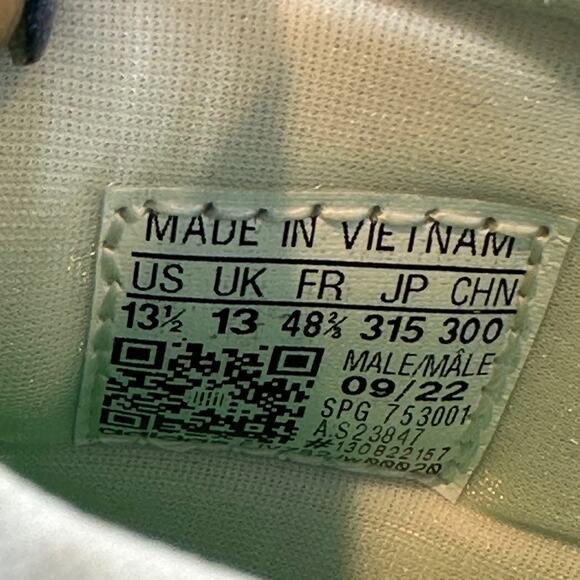 MADE IN VIETNAM
US UK FR JP CHN
13½ 13 48⅔ 315 300
MALE/MÂLE
09/22
SPG 753001
AS23847
#130822157